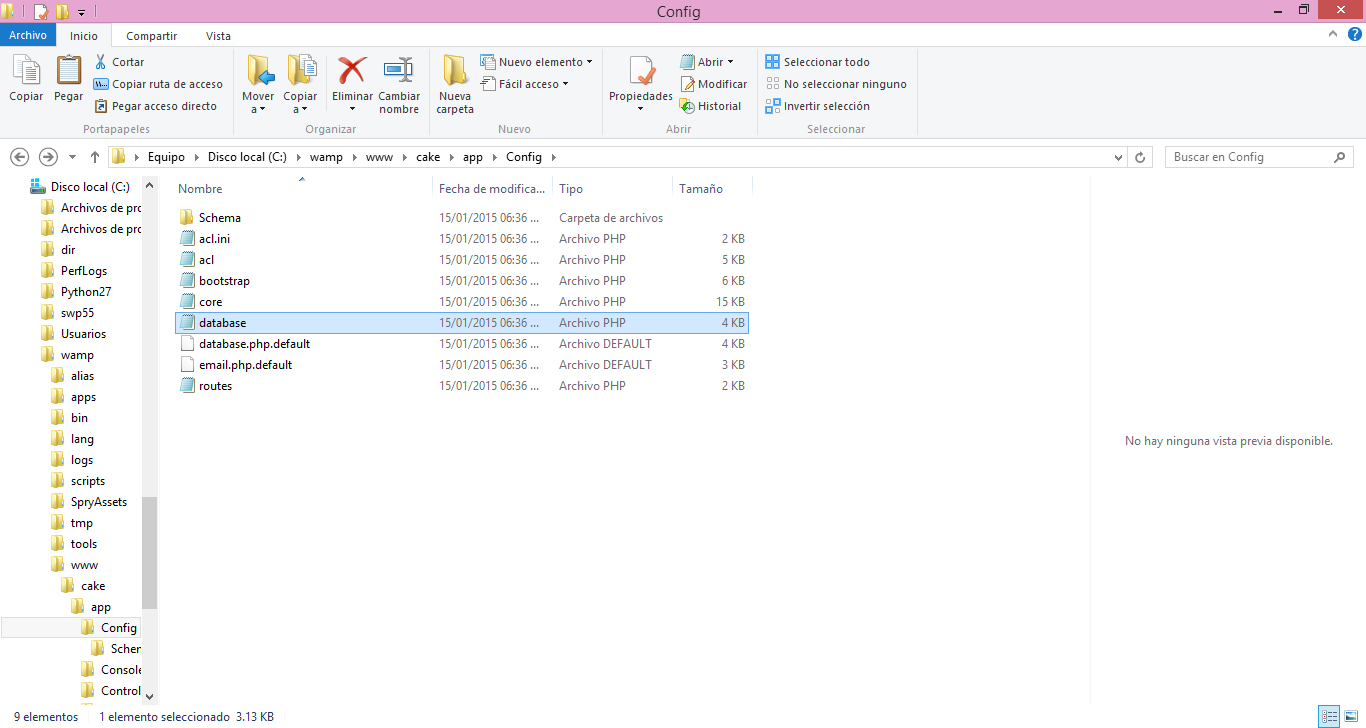 Config
Archivo Inicio Compartir Vista
Copiar
Pegar
Cortar
Copiar ruta de acceso
Pegar acceso directo
Portapapeles
Mover a
Copiar a
Eliminar
Cambiar nombre
Organizar
Nueva carpeta
Nuevo elemento
Fácil acceso
Nuevo
Propiedades
Abrir
Modificar
Historial
Abrir
Seleccionar todo
No seleccionar ninguno
Invertir selección
Seleccionar
Equipo Disco local (C:) wamp www cake app Config
Buscar en Config
Disco local (C:)
Archivos de pro
Archivos de pro
dir
PerfLogs
Python27
swp55
Usuarios
wamp
alias
apps
bin
lang
logs
scripts
SpryAssets
tmp
tools
www
cake
app
Config
Schem
Console
Control
Nombre Fecha de modifica... Tipo Tamaño
Schema 15/01/2015 06:36 ... Carpeta de archivos
acl.ini 15/01/2015 06:36 ... Archivo PHP 2 KB
acl 15/01/2015 06:36 ... Archivo PHP 5 KB
bootstrap 15/01/2015 06:36 ... Archivo PHP 6 KB
core 15/01/2015 06:36 ... Archivo PHP 15 KB
database 15/01/2015 06:36 ... Archivo PHP 4 KB
database.php.default 15/01/2015 06:36 ... Archivo DEFAULT 4 KB
email.php.default 15/01/2015 06:36 ... Archivo DEFAULT 3 KB
routes 15/01/2015 06:36 ... Archivo PHP 2 KB
No hay ninguna vista previa disponible.
9 elementos 1 elemento seleccionado 3.13 KB